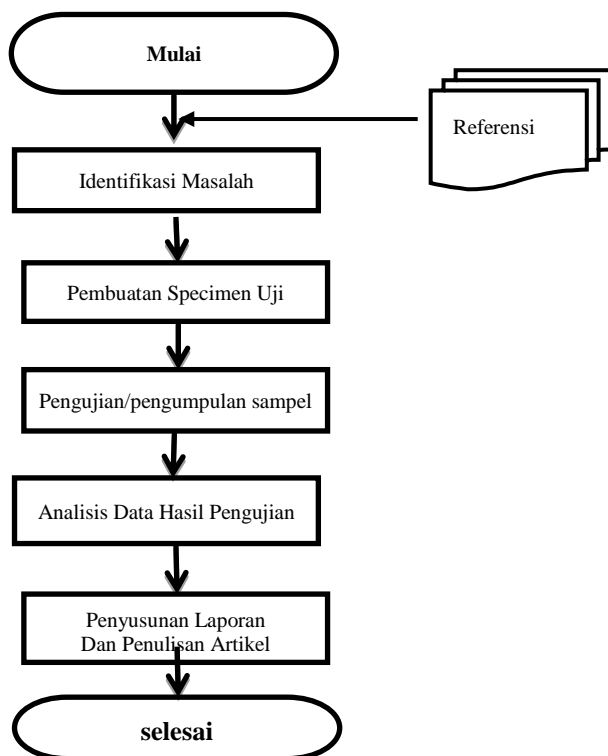 Mulai
Referensi
Identifikasi Masalah
Pembuatan Specimen Uji
Pengujian/pengumpulan sampel
Analisis Data Hasil Pengujian
Penyusunan Laporan
Dan Penulisan Artikel
selesai